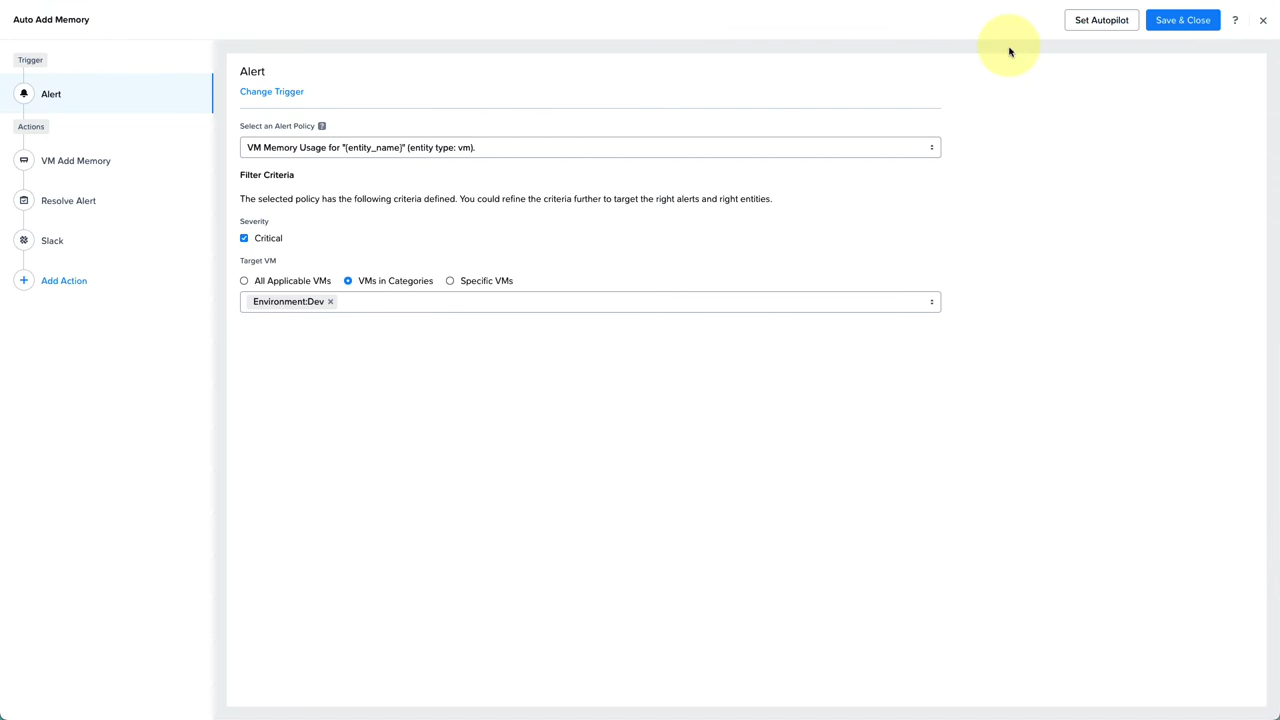 Auto Add Memory
Set Autopilot
Save & Close
?
Trigger
Alert
Actions
VM Add Memory
Resolve Alert
Slack
Add Action
Alert
Change Trigger
Select an Alert Policy ?
VM Memory Usage for "{entity_name}" (entity type: vm).
Filter Criteria
The selected policy has the following criteria defined. You could refine the criteria further to target the right alerts and right entities.
Severity
Critical
Target VM
All Applicable VMs VMs in Categories Specific VMs
Environment:Dev